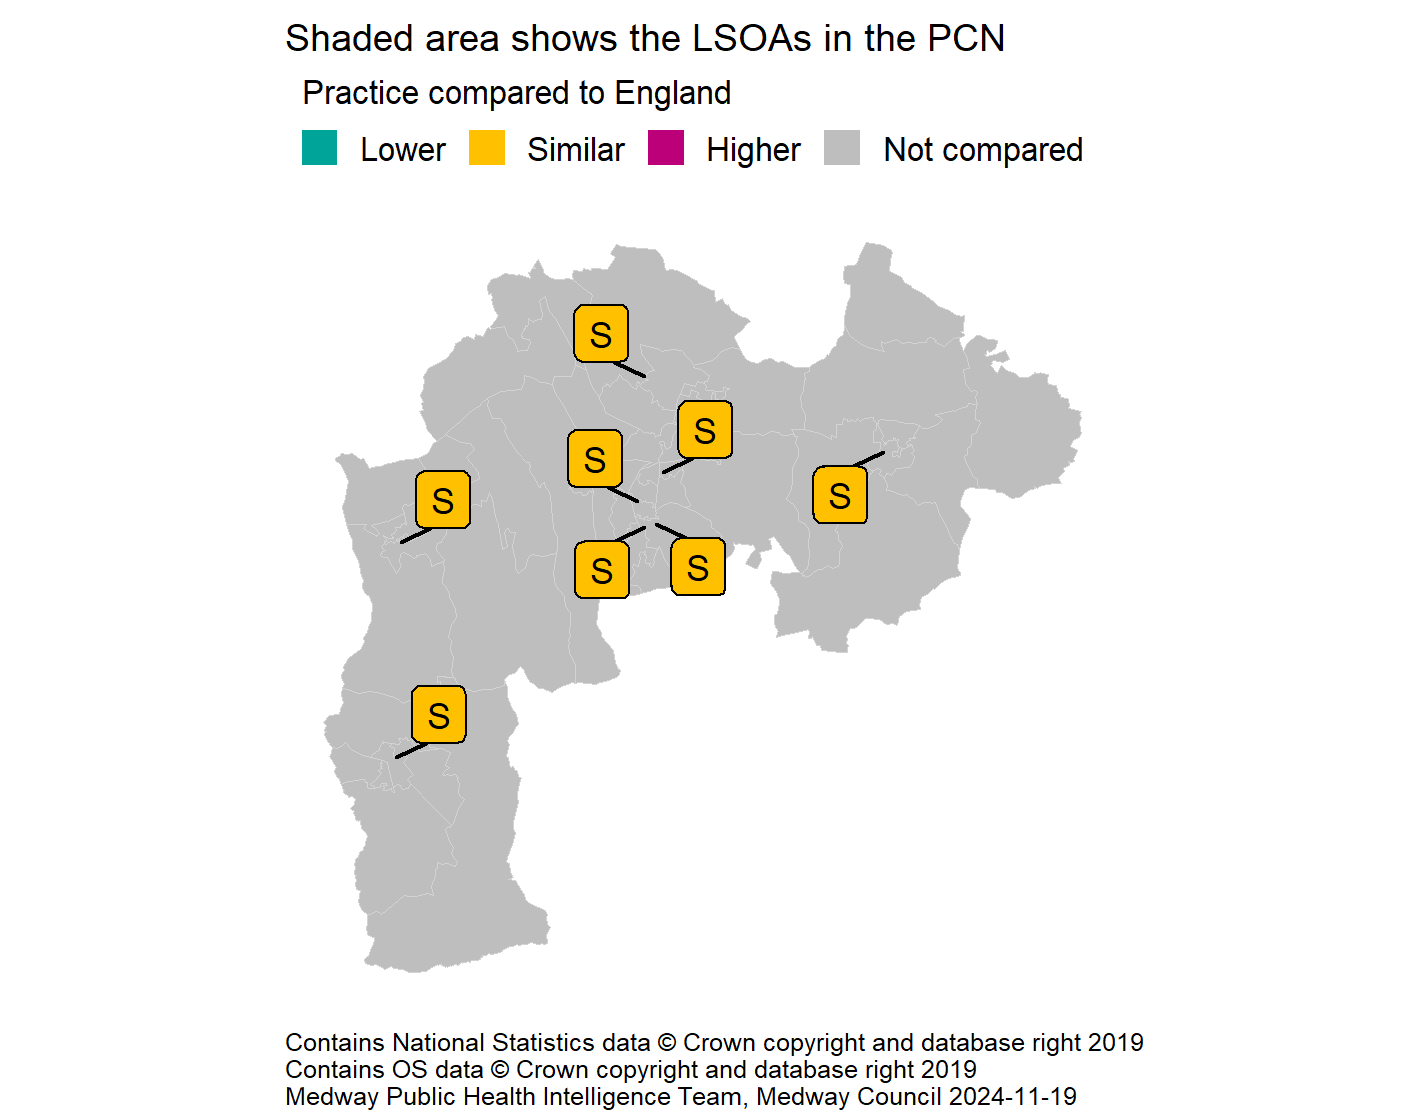 Shaded area shows the LSOAs in the PCN
Practice compared to England
Lower Similar Higher Not compared
S
S
S
S
S
S
S
S
Contains National Statistics data © Crown copyright and database right 2019
Contains OS data © Crown copyright and database right 2019
Medway Public Health Intelligence Team, Medway Council 2024-11-19